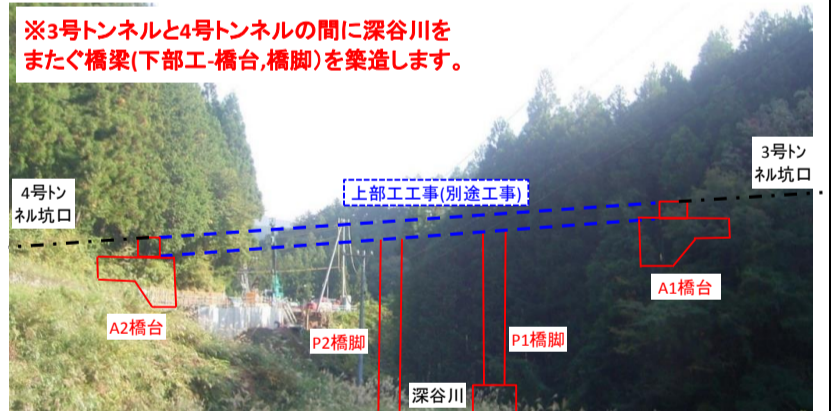 ※3号トンネルと4号トンネルの間に深谷川を
またぐ橋梁(下部工-橋台,橋脚）を築造します。
3号トン
ネル坑口
上部工工事(別途工事)
4号トン
ネル坑口
A1橋台
A2橋台
P2橋脚
P1橋脚
深谷川